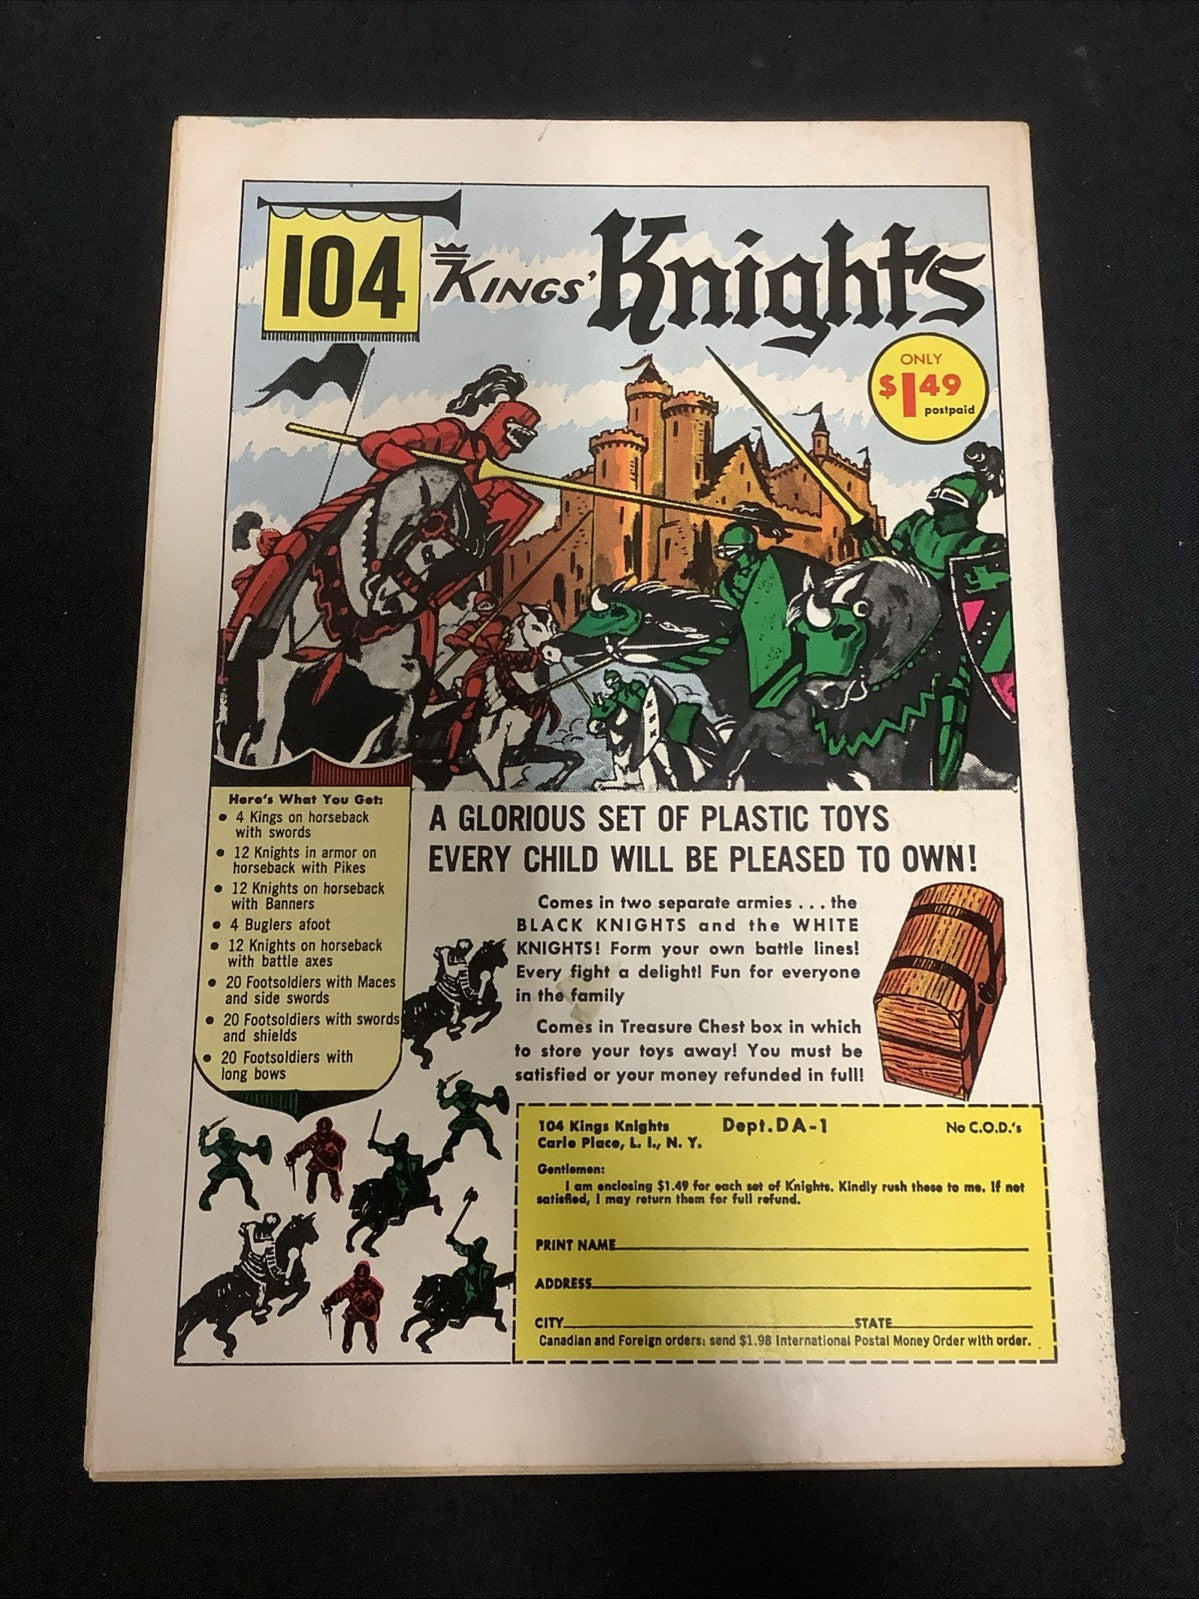 104
KINGS' Knights
ONLY
$1.49
postpaid
Here's What You Get:
• 4 Kings on horseback
with swords
• 12 Knights in armor on
horseback with Pikes
• 12 Knights on horseback
with Banners
• 4 Buglers afoot
• 12 Knights on horseback
with battle axes
• 20 Footsoldiers with Maces
and side swords
• 20 Footsoldiers with swords
and shields
• 20 Footsoldiers with
long bows
A GLORIOUS SET OF PLASTIC TOYS
EVERY CHILD WILL BE PLEASED TO OWN!
Comes in two separate armies . . . the
BLACK KNIGHTS and the WHITE
KNIGHTS! Form your own battle lines!
Every fight a delight! Fun for everyone
in the family
Comes in Treasure Chest box in which
to store your toys away! You must be
satisfied or your money refunded in full!
104 Kings Knights Dept. DA-1 No C.O.D.'s
Carle Place, L. I., N. Y.
Gentlemen:
I am enclosing $1.49 for each set of Knights. Kindly rush these to me. If not
satisfied, I may return them for full refund.
PRINT NAME
ADDRESS
CITY STATE
Canadian and Foreign orders: send $1.98 International Postal Money Order with order.